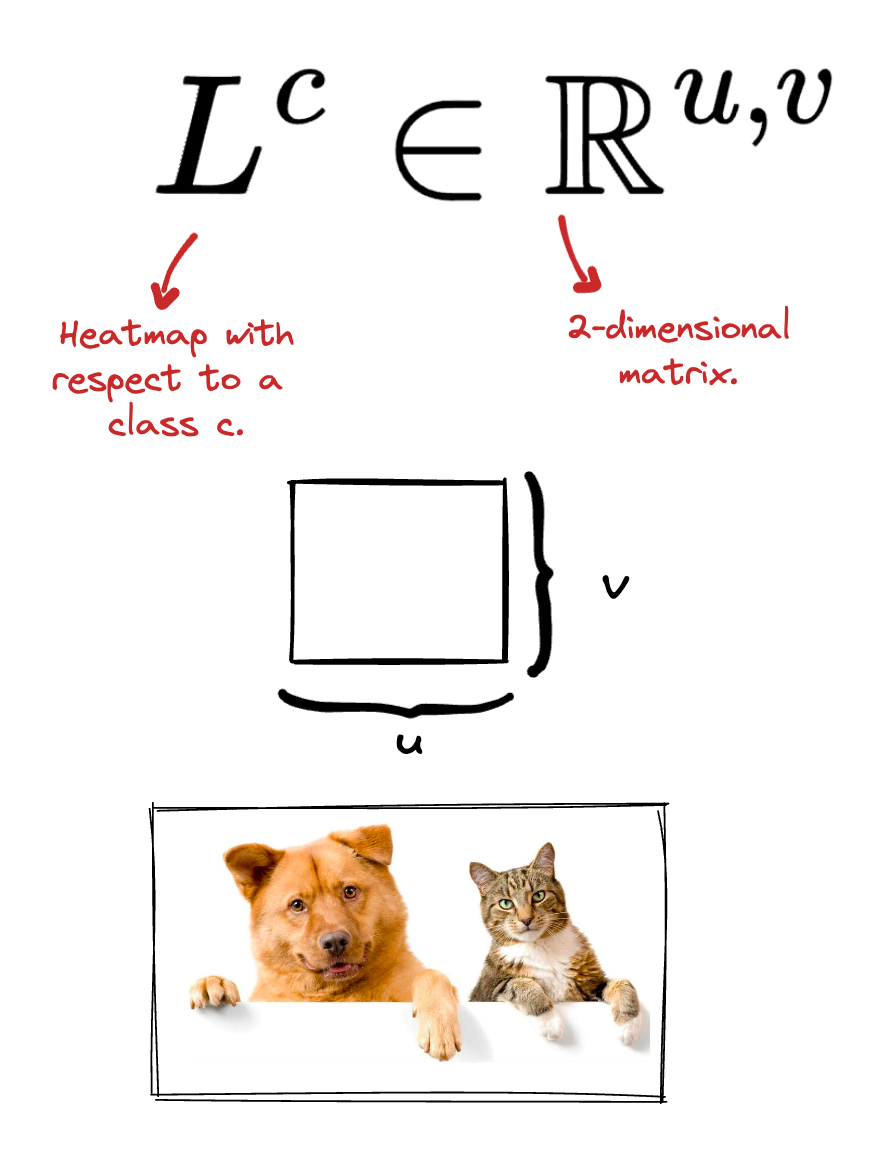 L^c ∈ ℝ^{u,v}
Heatmap with
respect to a
class c.
2-dimensional
matrix.
v
u